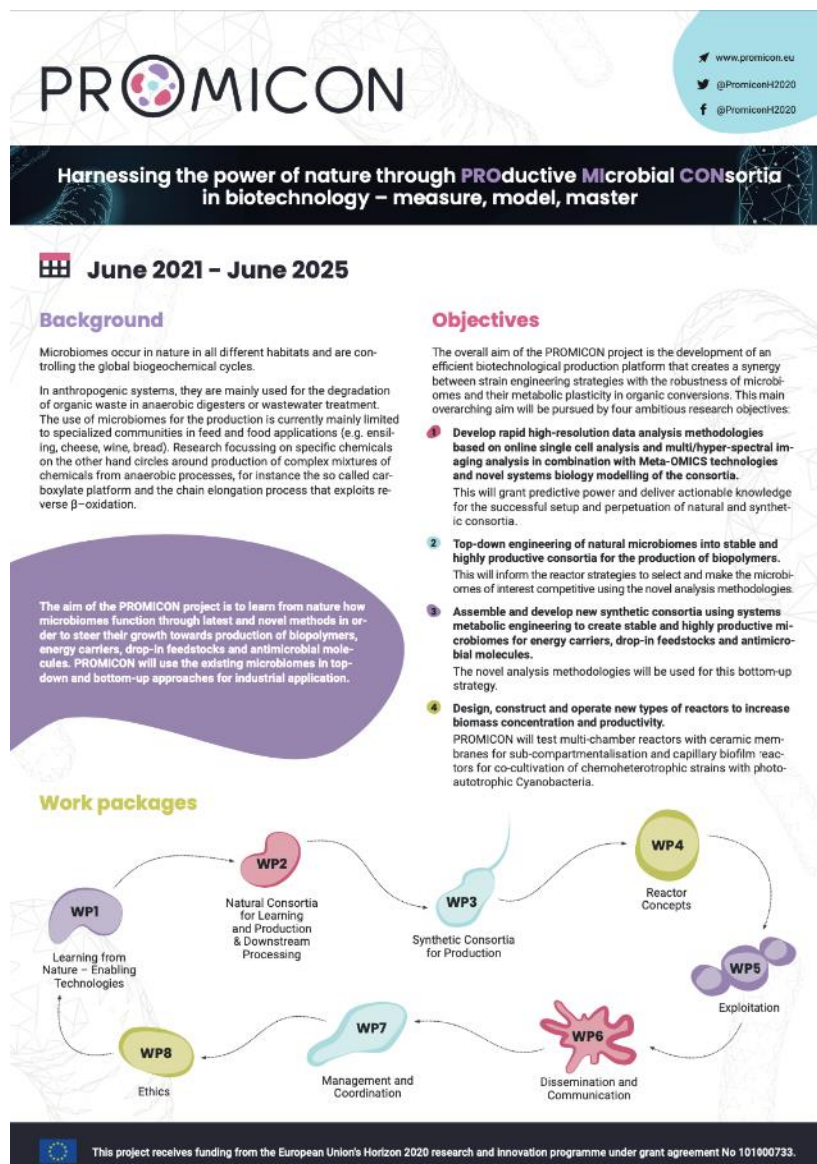 PROMICON
www.promicon.eu
@PromiconH2020
@PromiconH2020
Harnessing the power of nature through PROductive MIcrobial CONsortia
in biotechnology – measure, model, master
June 2021 - June 2025
Background
Microbiomes occur in nature in all different habitats and are con-
trolling the global biogeochemical cycles.
In anthropogenic systems, they are mainly used for the degradation
of organic waste in anaerobic digesters or wastewater treatment.
The use of microbiomes for the production is currently mainly limited
to specialized communities in feed and food applications (e.g. ensil-
ing, cheese, wine, bread). Research focussing on specific chemicals
on the other hand circles around production of complex mixtures of
chemicals from anaerobic processes, for instance the so called car-
boxylate platform and the chain elongation process that exploits re-
verse β–oxidation.
The aim of the PROMICON project is to learn from nature how
microbiomes function through latest and novel methods in or-
der to steer their growth towards production of biopolymers,
energy carriers, drop-in feedstocks and antimicrobial mole-
cules. PROMICON will use the existing microbiomes in top-
down and bottom-up approaches for industrial application.
Objectives
The overall aim of the PROMICON project is the development of an
efficient biotechnological production platform that creates a synergy
between strain engineering strategies with the robustness of microbi-
omes and their metabolic plasticity in organic conversions. This main
overarching aim will be pursued by four ambitious research objectives:
1 Develop rapid high-resolution data analysis methodologies
based on online single cell analysis and multi/hyper-spectral im-
aging analysis in combination with Meta-OMICS technologies
and novel systems biology modelling of the consortia.
This will grant predictive power and deliver actionable knowledge
for the successful setup and perpetuation of natural and synthet-
ic consortia.
2 Top-down engineering of natural microbiomes into stable and
highly productive consortia for the production of biopolymers.
This will inform the reactor strategies to select and make the microbi-
omes of interest competitive using the novel analysis methodologies.
3 Assemble and develop new synthetic consortia using systems
metabolic engineering to create stable and highly productive mi-
crobiomes for energy carriers, drop-in feedstocks and antimicro-
bial molecules.
The novel analysis methodologies will be used for this bottom-up
strategy.
4 Design, construct and operate new types of reactors to increase
biomass concentration and productivity.
PROMICON will test multi-chamber reactors with ceramic mem-
branes for sub-compartmentalisation and capillary biofilm reac-
tors for co-cultivation of chemoheterotrophic strains with photo-
autotrophic Cyanobacteria.
Work packages
WP1
Learning from
Nature – Enabling
Technologies
WP2
Natural Consortia
for Learning
and Production
& Downstream
Processing
WP3
Synthetic Consortia
for Production
WP4
Reactor
Concepts
WP5
Exploitation
WP6
Dissemination and
Communication
WP7
Management and
Coordination
WP8
Ethics
This project receives funding from the European Union's Horizon 2020 research and innovation programme under grant agreement No 101000733.